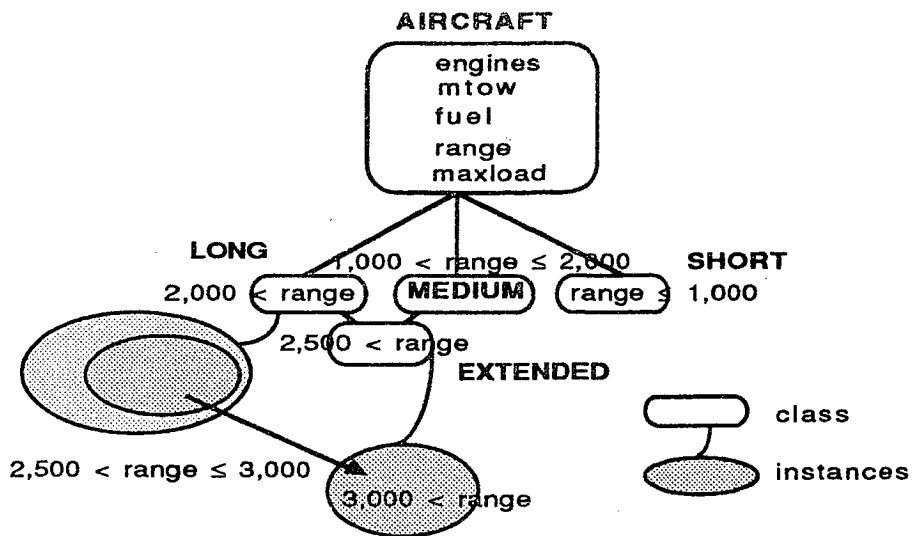 AIRCRAFT
engines
mtow
fuel
range
maxload
LONG
1,000 < range ≤ 2,000
SHORT
2,000 < range
MEDIUM
range ≤ 1,000
2,500 < range
EXTENDED
class
2,500 < range ≤ 3,000
instances
3,000 < range